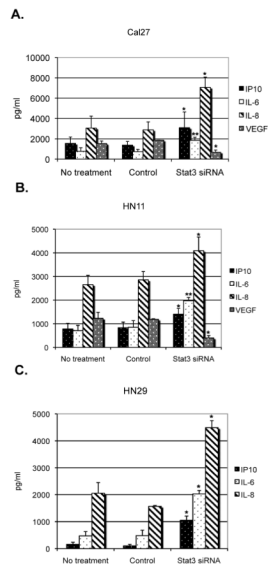 A.
Cal27
10000
8000
6000
4000
2000
0
pg/ml
* ** * *
No treatment Control Stat3 siRNA
IP10
IL-6
IL-8
VEGF
B.
HN11
5000
4000
3000
2000
1000
0
pg/ml
* ** * *
No treatment Control Stat3 siRNA
IP10
IL-6
IL-8
VEGF
C.
HN29
5000
4000
3000
2000
1000
0
pg/ml
* * *
No treatment Control Stat3 siRNA
IP10
IL-6
IL-8